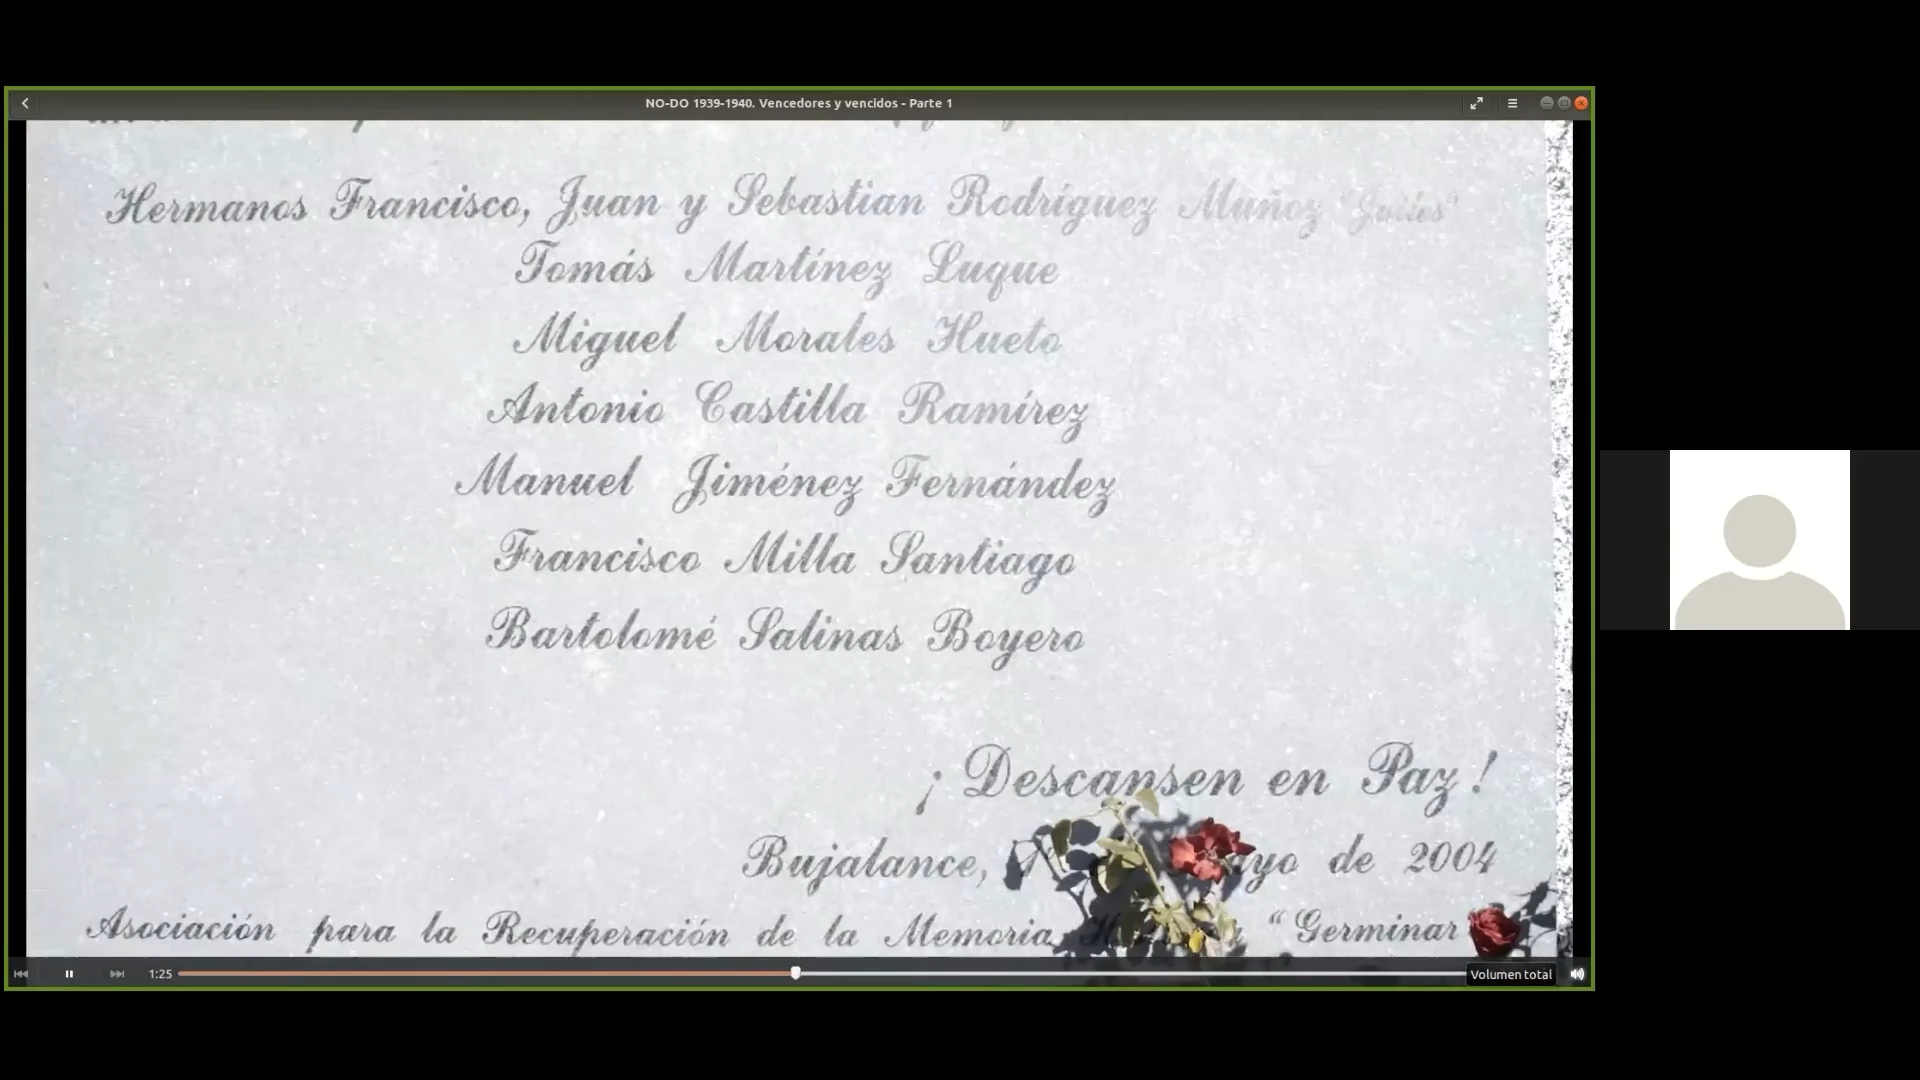 NO-DO 1939-1940. Vencedores y vencidos - Parte 1
Hermanos Francisco, Juan y Sebastian Rodríguez Muñoz
Tomás Martínez Luque
Miguel Morales Hueto
Antonio Castilla Ramírez
Manuel Jiménez Fernández
Francisco Milla Santiago
Bartolomé Salinas Boyero
¡Descansen en Paz!
Bujalance, de 2004
Asociación para la Recuperación de la Memoria "Germinar
1:25
Volumen total